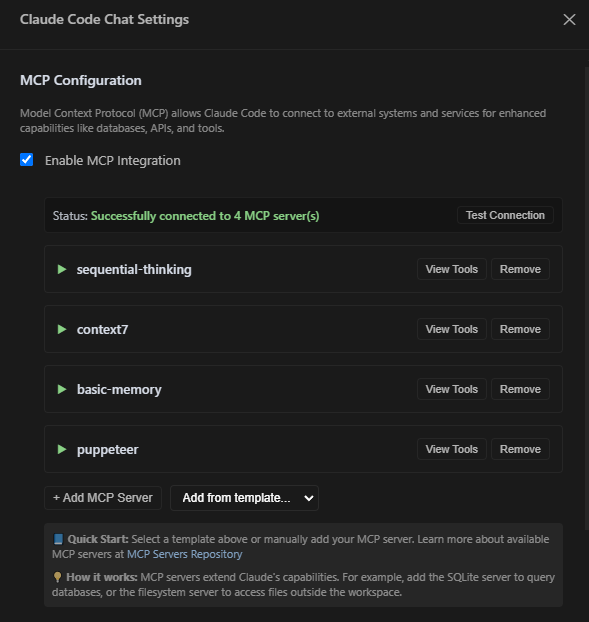 Claude Code Chat Settings
MCP Configuration
Model Context Protocol (MCP) allows Claude Code to connect to external systems and services for enhanced
capabilities like databases, APIs, and tools.
Enable MCP Integration
Status: Successfully connected to 4 MCP server(s) Test Connection
sequential-thinking View Tools Remove
context7 View Tools Remove
basic-memory View Tools Remove
puppeteer View Tools Remove
+ Add MCP Server Add from template...
Quick Start: Select a template above or manually add your MCP server. Learn more about available
MCP servers at MCP Servers Repository
How it works: MCP servers extend Claude's capabilities. For example, add the SQLite server to query
databases, or the filesystem server to access files outside the workspace.